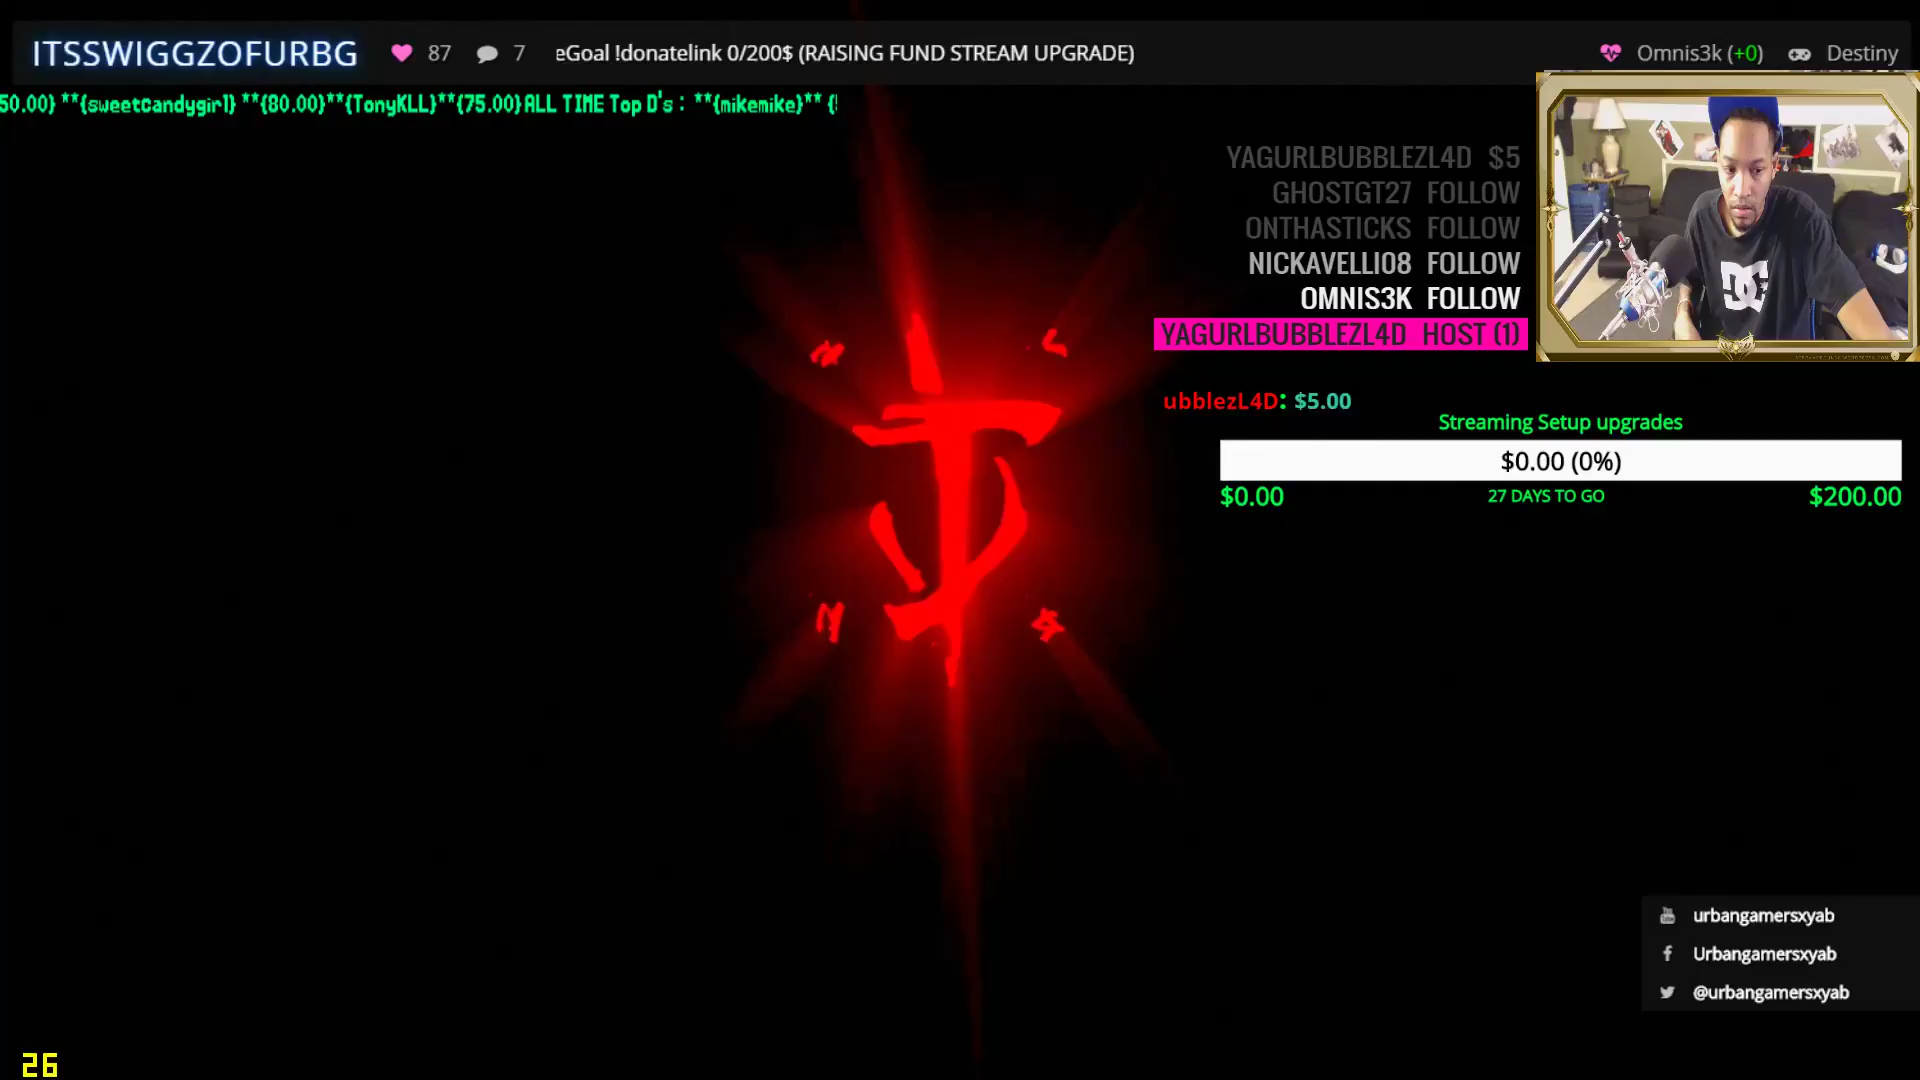 ITSSWIGGZOFURBG 87 7 eGoal !donatelink 0/200$ (RAISING FUND STREAM UPGRADE) Omnis3k (+0) Destiny
50.00} **{sweetcandygirl} **{80.00}**{TonyKLL}**{75.00} ALL TIME Top D's : **{mikemike}** {
YAGURLBUBBLEZL4D $5
GHOSTGT27 FOLLOW
ONTHASTICKS FOLLOW
NICKAVELLI08 FOLLOW
OMNIS3K FOLLOW
YAGURLBUBBLEZL4D HOST (1)
ubblezL4D: $5.00
Streaming Setup upgrades
$0.00 (0%)
$0.00 27 DAYS TO GO $200.00
urbangamersxyab
Urbangamersxyab
@urbangamersxyab
26
DC